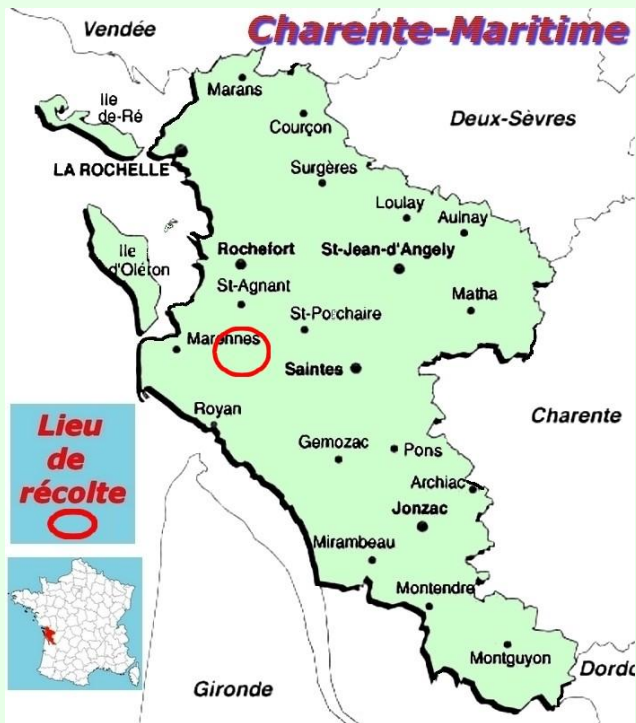 Vendée
Charente-Maritime
Marans
Ile
de-Ré
Courçon
Deux-Sèvres
LA ROCHELLE
Surgères
Loulay
Aulnay
Ile
d'Oléron
Rochefort
St-Jean-d'Angely
St-Agnant
Matha
St-Porchaire
Marennes
Saintes
Royan
Charente
Lieu
de
récolte
Gemozac
Pons
Archiac
Jonzac
Mirambeau
Montendre
Montguyon
Dordo
Gironde